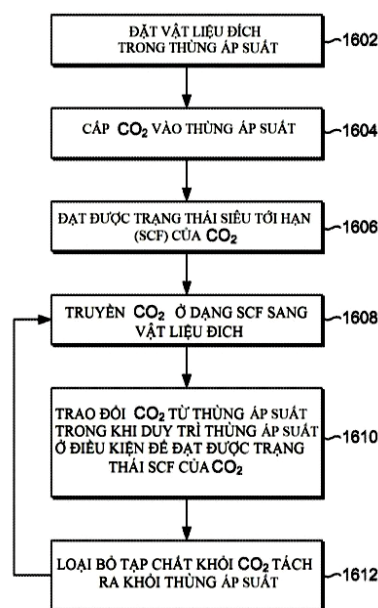 ĐẶT VẬT LIỆU ĐÍCH
TRONG THÙNG ÁP SUẤT
1602
CẤP CO2 VÀO THÙNG ÁP SUẤT
1604
ĐẠT ĐƯỢC TRẠNG THÁI SIÊU TỚI HẠN
(SCF) CỦA CO2
1606
TRUYỀN CO2 Ở DẠNG SCF SANG
VẬT LIỆU ĐICH
1608
TRAO ĐỔI CO2 TỪ THÙNG ÁP SUẤT
TRONG KHI DUY TRÌ THÙNG ÁP SUẤT
Ở ĐIỀU KIỆN ĐỂ ĐẠT ĐƯỢC TRẠNG
THÁI SCF CỦA CO2
1610
LOẠI BỎ TẠP CHẤT KHỎI CO2 TÁCH
RA KHỎI THÙNG ÁP SUẤT
1612